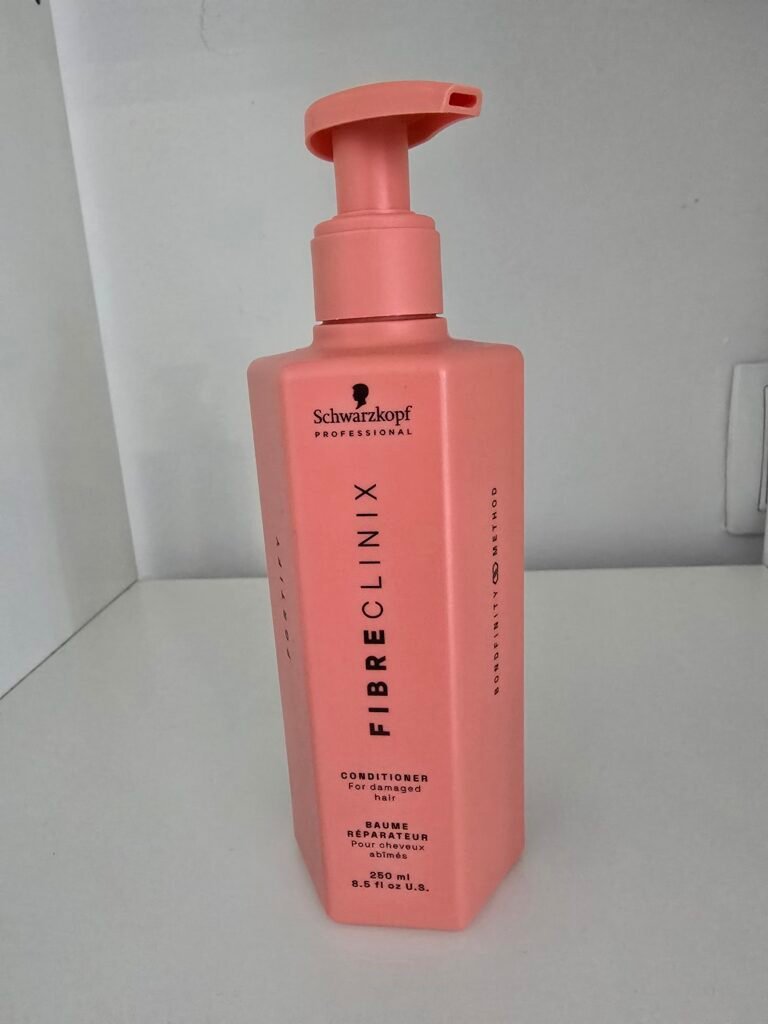 Schwarzkopf
PROFESSIONAL
FIBRECLINIX
CONDITIONER
For damaged
hair
BAUME
RÉPARATEUR
Pour cheveux
abîmés
250 ml
8.5 fl oz U.S.
BONDFINITY METHOD
FORTIFY